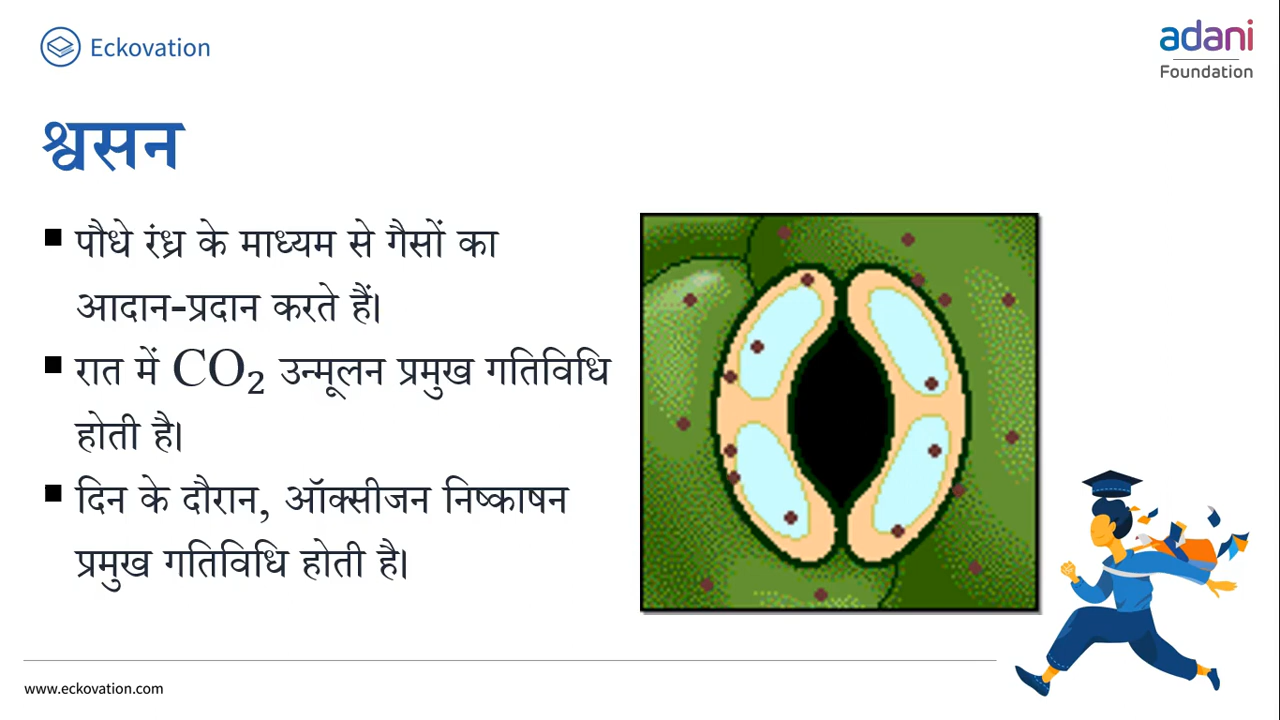 Eckovation
adani
Foundation
श्वसन
▪ पौधे रंध्र के माध्यम से गैसों का
आदान-प्रदान करते हैं।
▪ रात में CO₂ उन्मूलन प्रमुख गतिविधि
होती है।
▪ दिन के दौरान, ऑक्सीजन निष्काषन
प्रमुख गतिविधि होती है।
www.eckovation.com